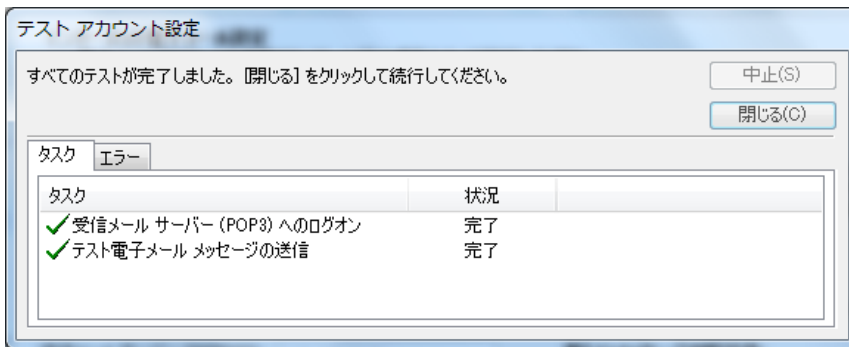 テスト アカウント設定
すべてのテストが完了しました。[閉じる] をクリックして続行してください。
中止(S)
閉じる(C)
タスク エラー
タスク 状況
受信メール サーバー (POP3) へのログオン 完了
テスト電子メール メッセージの送信 完了